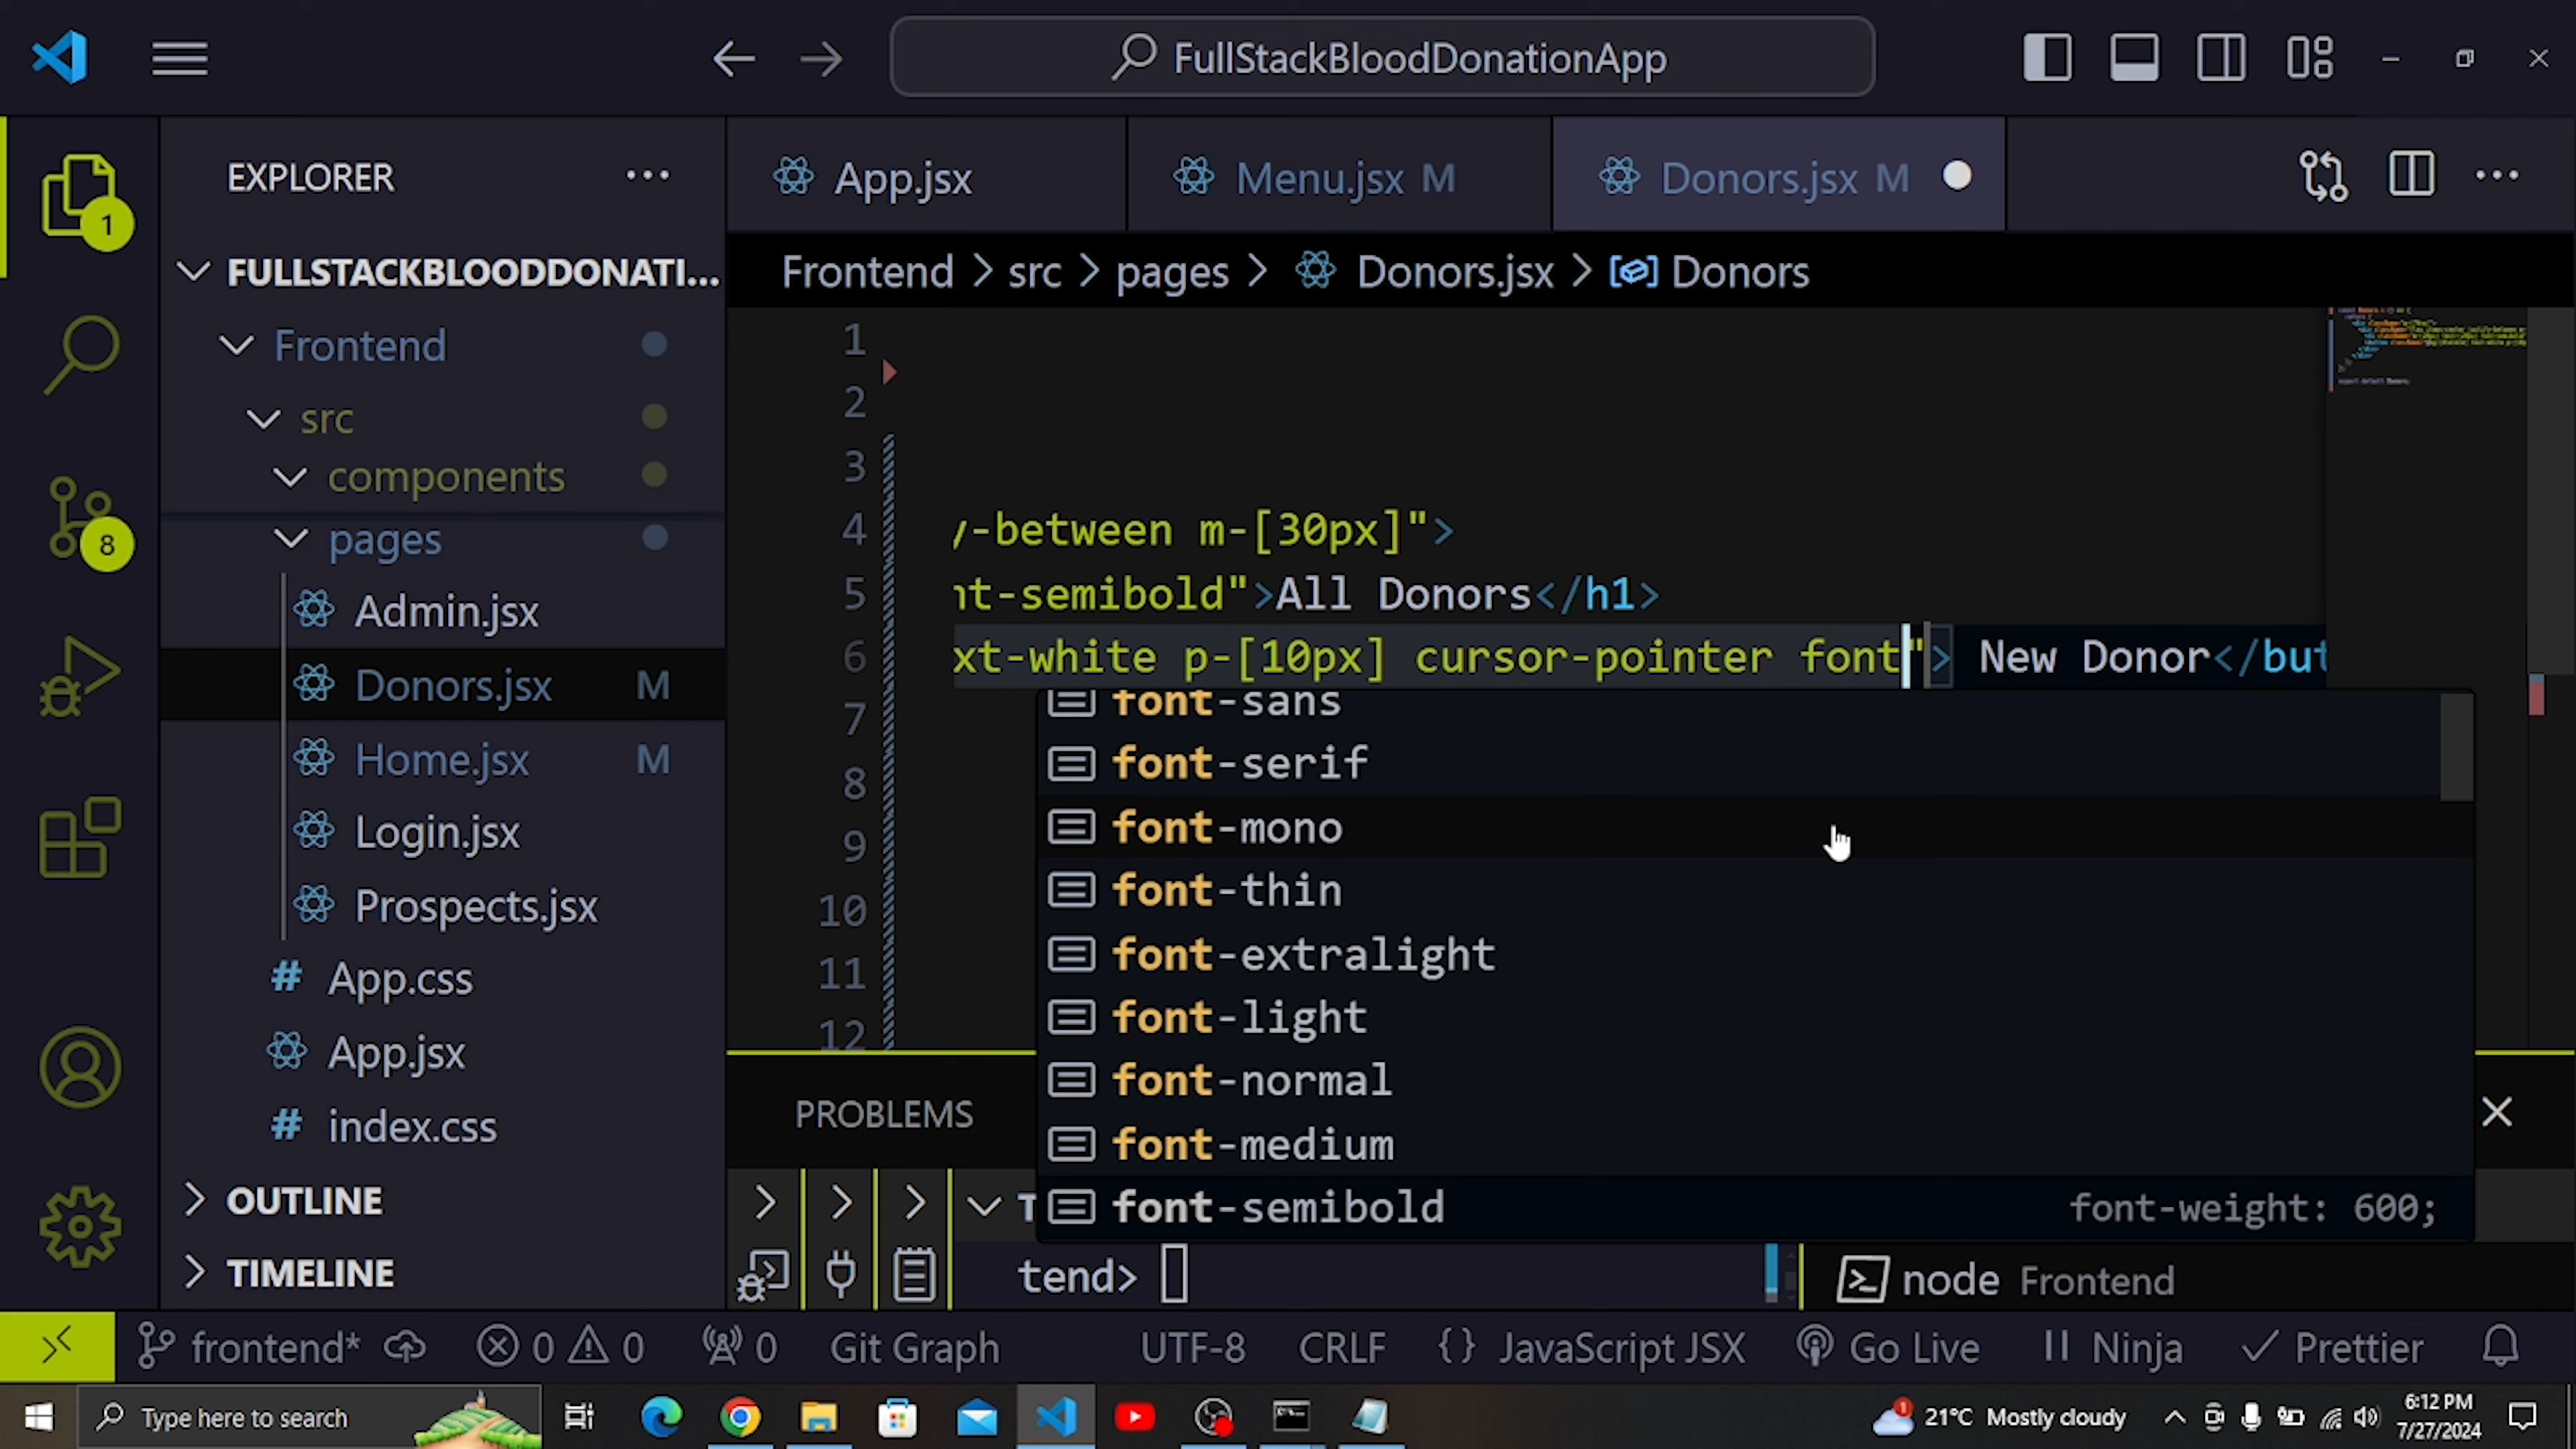 FullStackBloodDonationApp
EXPLORER
App.jsx
Menu.jsx M
Donors.jsx M
1
FULLSTACKBLOODDONATI...
Frontend > src > pages > Donors.jsx > Donors
Frontend
src
components
pages
Admin.jsx
Donors.jsx M
Home.jsx M
Login.jsx
Prospects.jsx
App.css
App.jsx
index.css
OUTLINE
TIMELINE
8
1
2
3
4 y-between m-[30px]">
5 nt-semibold">All Donors</h1>
6 xt-white p-[10px] cursor-pointer font"> New Donor</but
7
8
9
10
11
12
font-sans
font-serif
font-mono
font-thin
font-extralight
font-light
font-normal
font-medium
font-semibold font-weight: 600;
PROBLEMS
T
tend>
node Frontend
frontend* 0 0 0 Git Graph UTF-8 CRLF {} JavaScript JSX Go Live Ninja Prettier
Type here to search
1
21°C Mostly cloudy
6:12 PM
7/27/2024